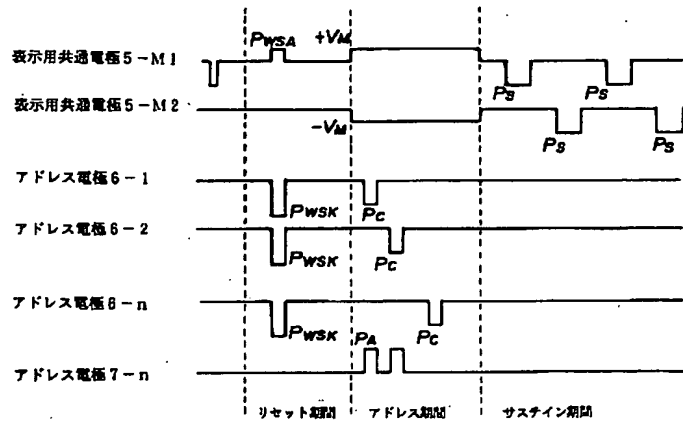 PWSA +VM
表示用共通電極5-M1
PS PS
表示用共通電極5-M2
-VM
PS PS
アドレス電極6-1
PWSK PC
アドレス電極6-2
PWSK PC
アドレス電極6-n
PWSK PC
PA
アドレス電極7-n
リセット期間 アドレス期間 サステイン期間